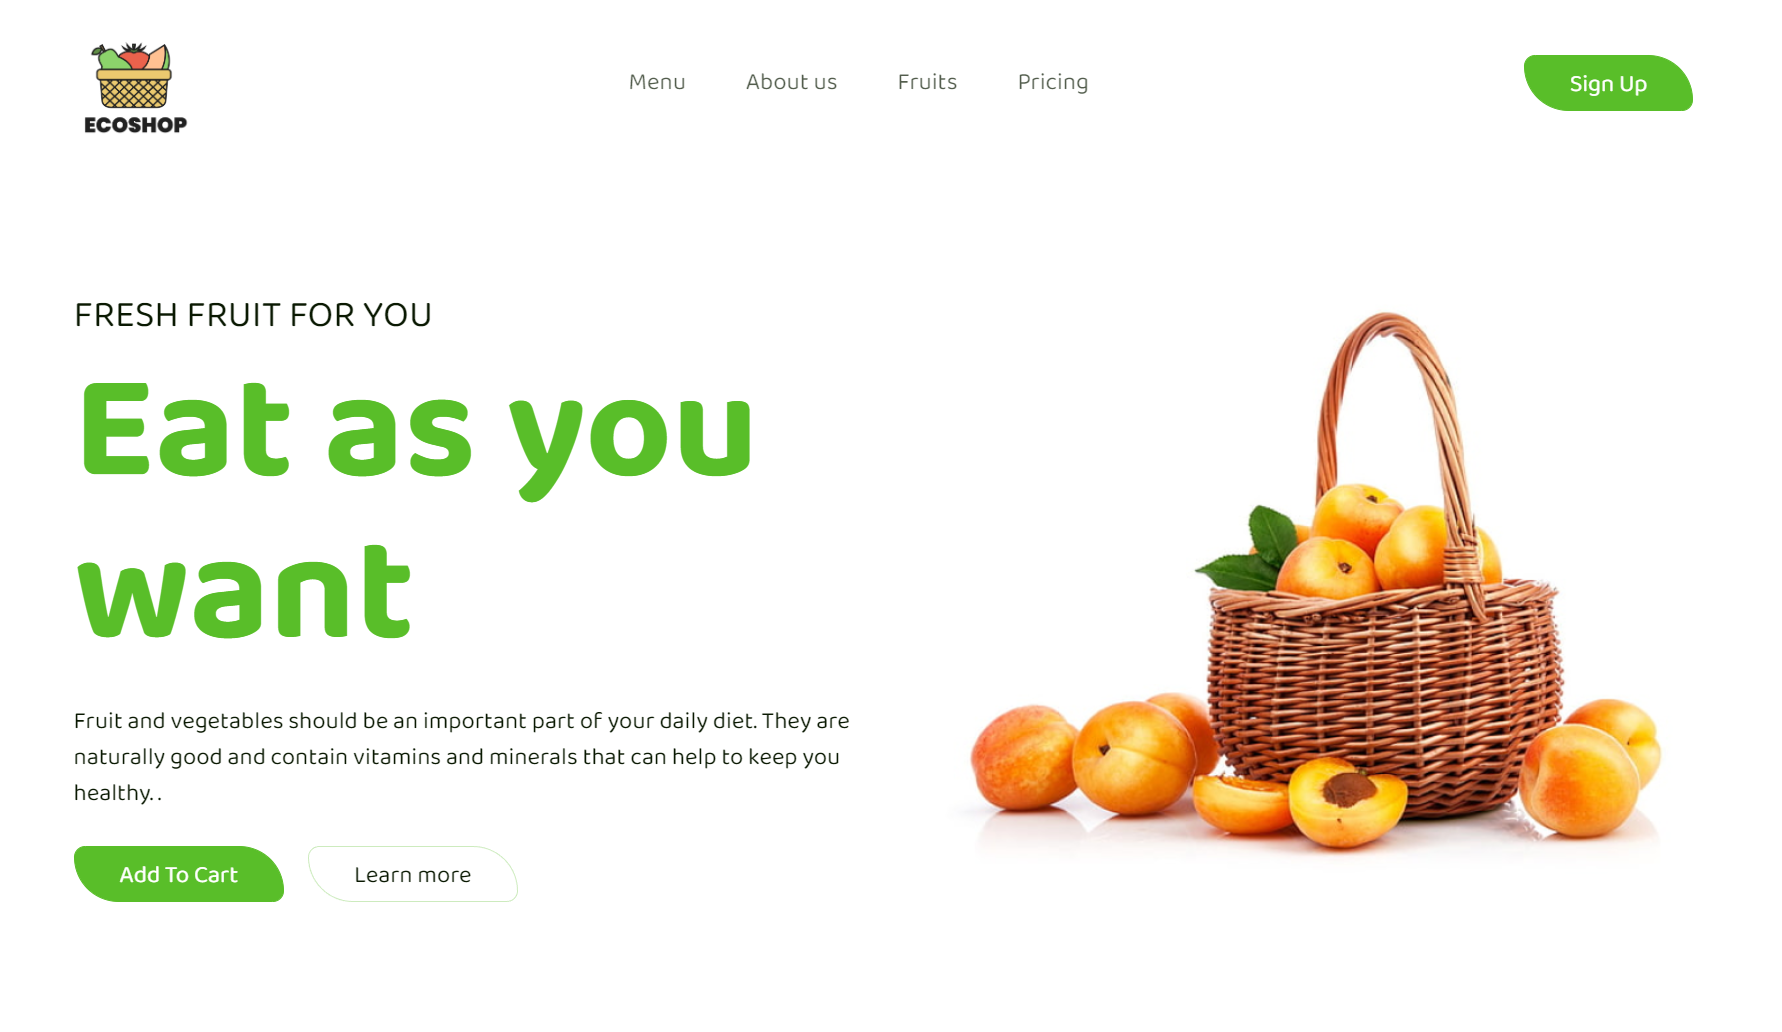 ECOSHOP
Menu
About us
Fruits
Pricing
Sign Up
FRESH FRUIT FOR YOU
Eat as you
want
Fruit and vegetables should be an important part of your daily diet. They are
naturally good and contain vitamins and minerals that can help to keep you
healthy. .
Add To Cart
Learn more